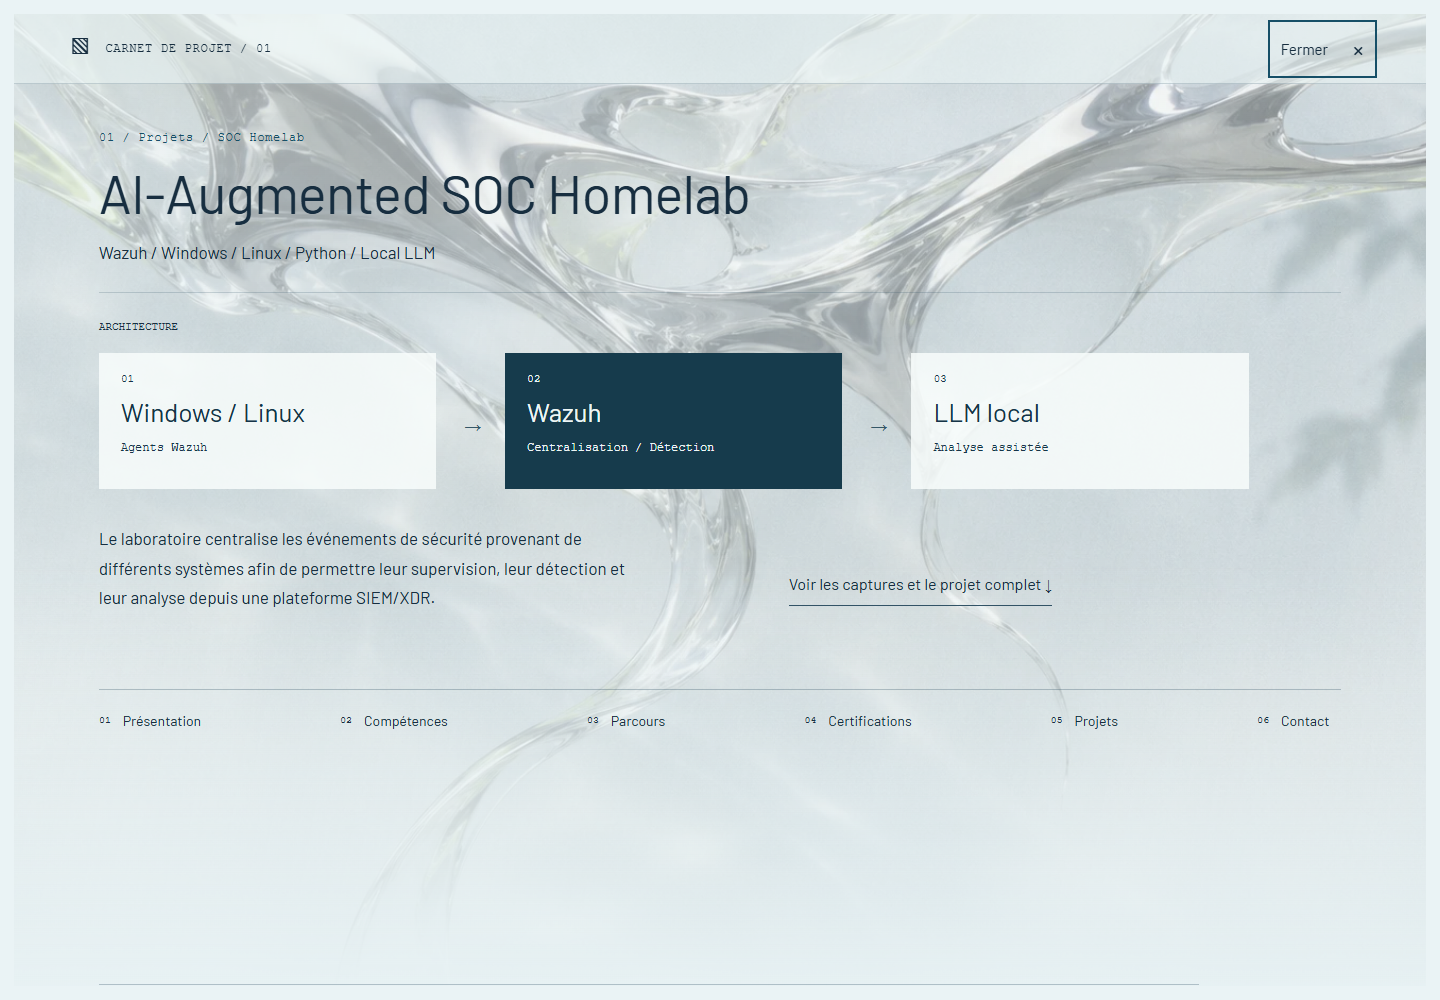 CARNET DE PROJET / 01
Fermer ×
01 / Projets / SOC Homelab
AI-Augmented SOC Homelab
Wazuh / Windows / Linux / Python / Local LLM
ARCHITECTURE
01
Windows / Linux
Agents Wazuh
→
02
Wazuh
Centralisation / Détection
→
03
LLM local
Analyse assistée
Le laboratoire centralise les événements de sécurité provenant de
différents systèmes afin de permettre leur supervision, leur détection et
leur analyse depuis une plateforme SIEM/XDR.
Voir les captures et le projet complet ↓
01 Présentation
02 Compétences
03 Parcours
04 Certifications
05 Projets
06 Contact